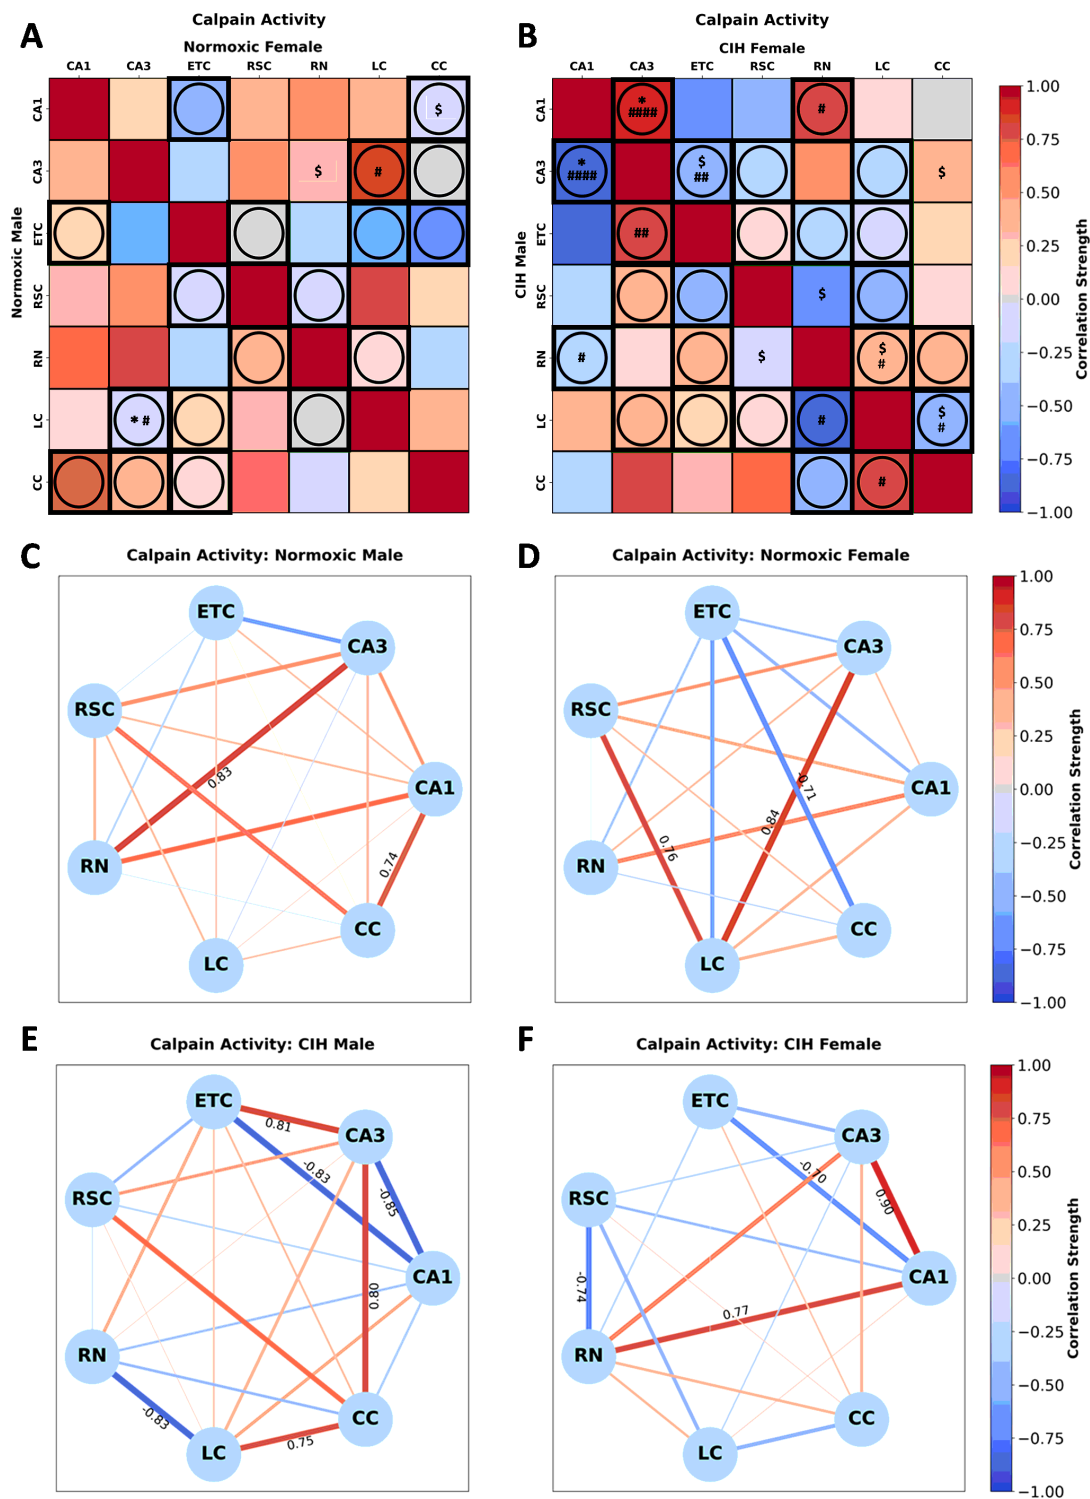 A
Calpain Activity
Normoxic Female
CA1 CA3 ETC RSC RN LC CC
Normoxic Male
CA1
$
CA3
$ #
ETC
RSC
RN
LC
* #
CC
B
Calpain Activity
CIH Female
CA1 CA3 ETC RSC RN LC CC
CIH Male
CA1
* #
####
CA3
* $ $
#### ##
ETC
##
RSC
$
RN
# $ $
#
LC
# $
#
CC
#
1.00
0.75
0.50
0.25
0.00
−0.25
−0.50
−0.75
−1.00
Correlation Strength
C
Calpain Activity: Normoxic Male
ETC
CA3
RSC
CA1
RN
CC
LC
0.83
0.74
D
Calpain Activity: Normoxic Female
ETC
CA3
RSC
CA1
RN
CC
LC
0.76
0.84
-0.71
1.00
0.75
0.50
0.25
0.00
−0.25
−0.50
−0.75
−1.00
Correlation Strength
E
Calpain Activity: CIH Male
ETC
CA3
RSC
CA1
RN
CC
LC
0.81
-0.83
-0.85
0.80
-0.83
0.75
F
Calpain Activity: CIH Female
ETC
CA3
RSC
CA1
RN
CC
LC
-0.70
0.90
-0.74
0.77
1.00
0.75
0.50
0.25
0.00
−0.25
−0.50
−0.75
−1.00
Correlation Strength